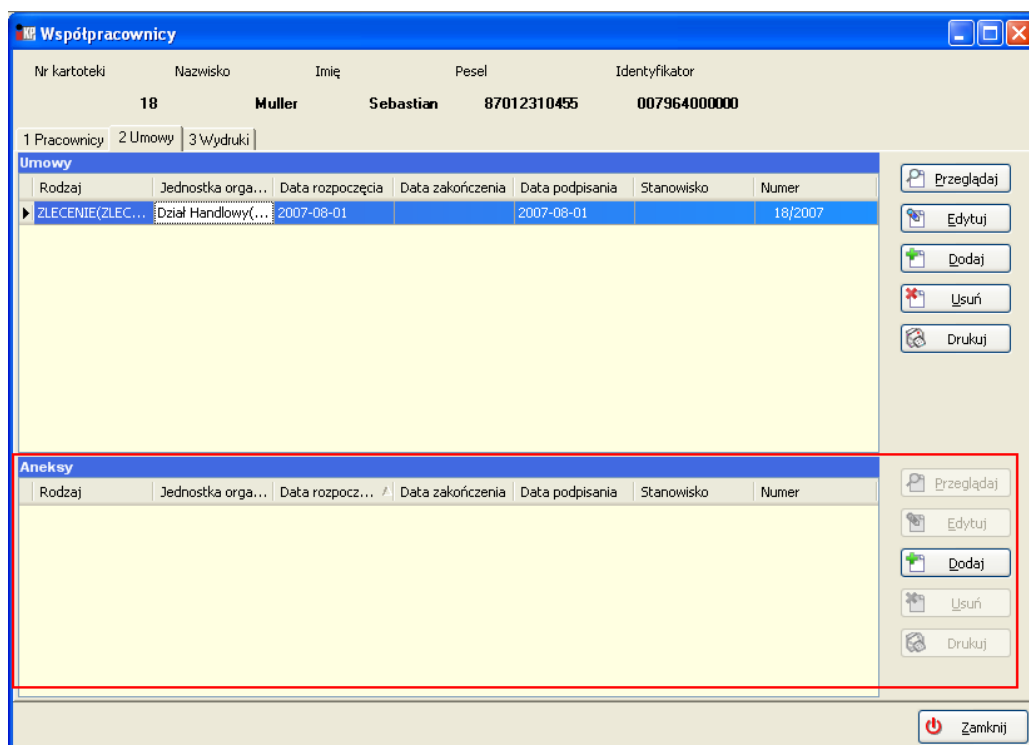 Współpracownicy
Nr kartoteki Nazwisko Imię Pesel Identyfikator
18 Muller Sebastian 87012310455 007964000000
1 Pracownicy 2 Umowy 3 Wydruki
Umowy
Rodzaj Jednostka orga... Data rozpoczęcia Data zakończenia Data podpisania Stanowisko Numer
ZLECENIE(ZLEC... Dział Handlowy(... 2007-08-01 2007-08-01 18/2007
Przeglądaj
Edytuj
Dodaj
Usuń
Drukuj
Aneksy
Rodzaj Jednostka orga... Data rozpocz... Data zakończenia Data podpisania Stanowisko Numer
Przeglądaj
Edytuj
Dodaj
Usuń
Drukuj
Zamknij